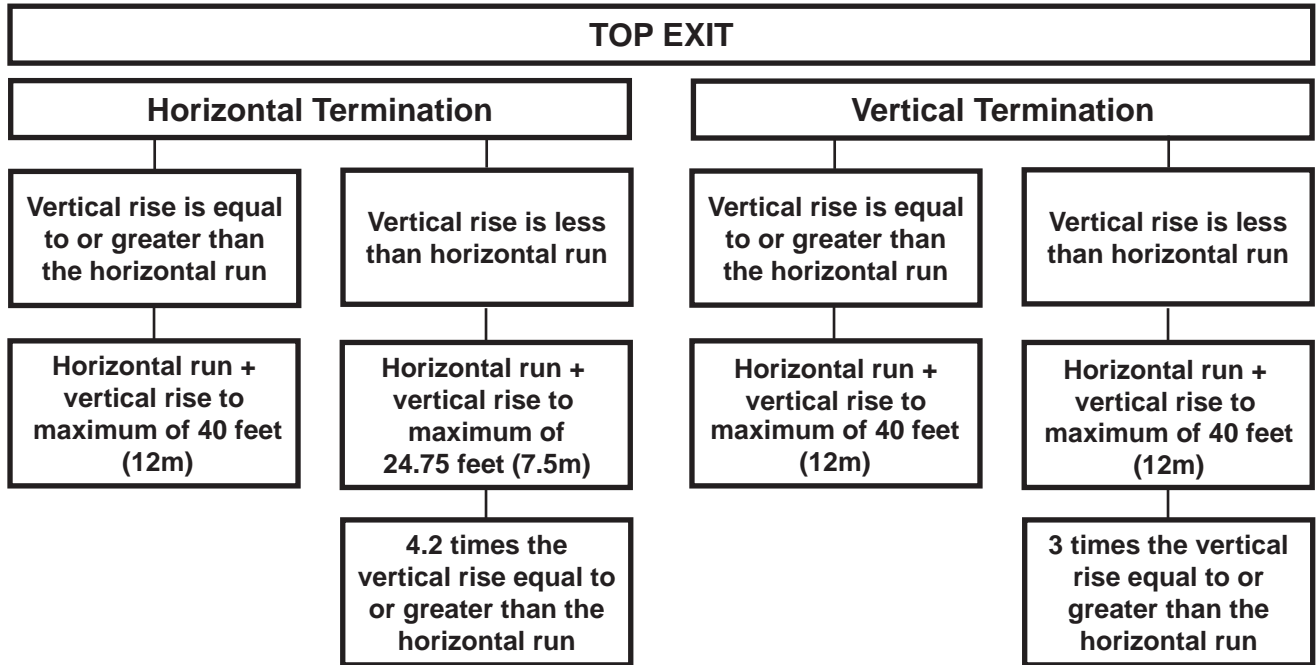 TOP EXIT
Horizontal Termination
Vertical rise is equal
to or greater than
the horizontal run
Horizontal run +
vertical rise to
maximum of 40 feet
(12m)
Vertical rise is less
than horizontal run
Horizontal run +
vertical rise to
maximum of
24.75 feet (7.5m)
4.2 times the
vertical rise equal to
or greater than the
horizontal run
Vertical Termination
Vertical rise is equal
to or greater than
the horizontal run
Horizontal run +
vertical rise to
maximum of 40 feet
(12m)
Vertical rise is less
than horizontal run
Horizontal run +
vertical rise to
maximum of 40 feet
(12m)
3 times the vertical
rise equal to or
greater than the
horizontal run